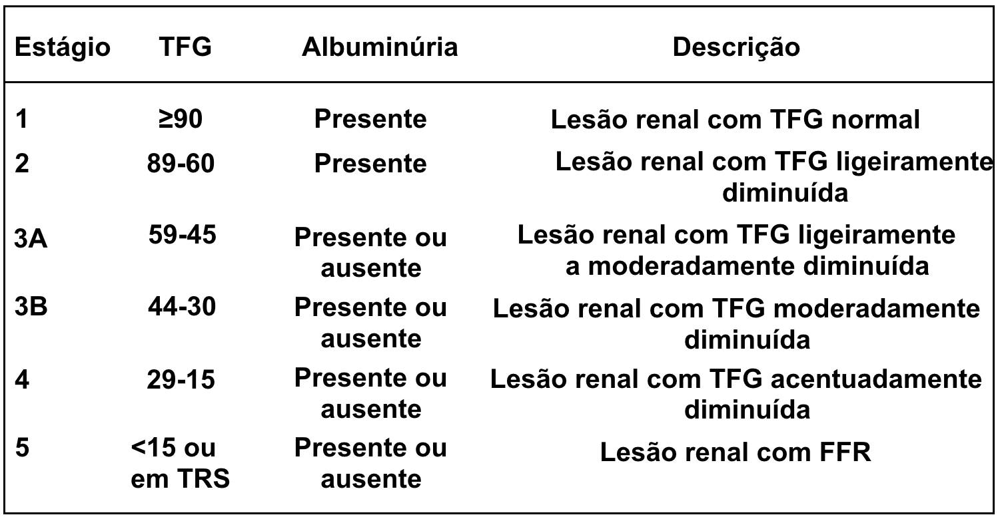 Estágio TFG Albuminúria Descrição
1 ≥90 Presente Lesão renal com TFG normal
2 89-60 Presente Lesão renal com TFG ligeiramente
diminuída
3A 59-45 Presente ou Lesão renal com TFG ligeiramente
ausente a moderadamente diminuída
3B 44-30 Presente ou Lesão renal com TFG moderadamente
ausente diminuída
4 29-15 Presente ou Lesão renal com TFG acentuadamente
ausente diminuída
5 <15 ou Presente ou Lesão renal com FFR
em TRS ausente